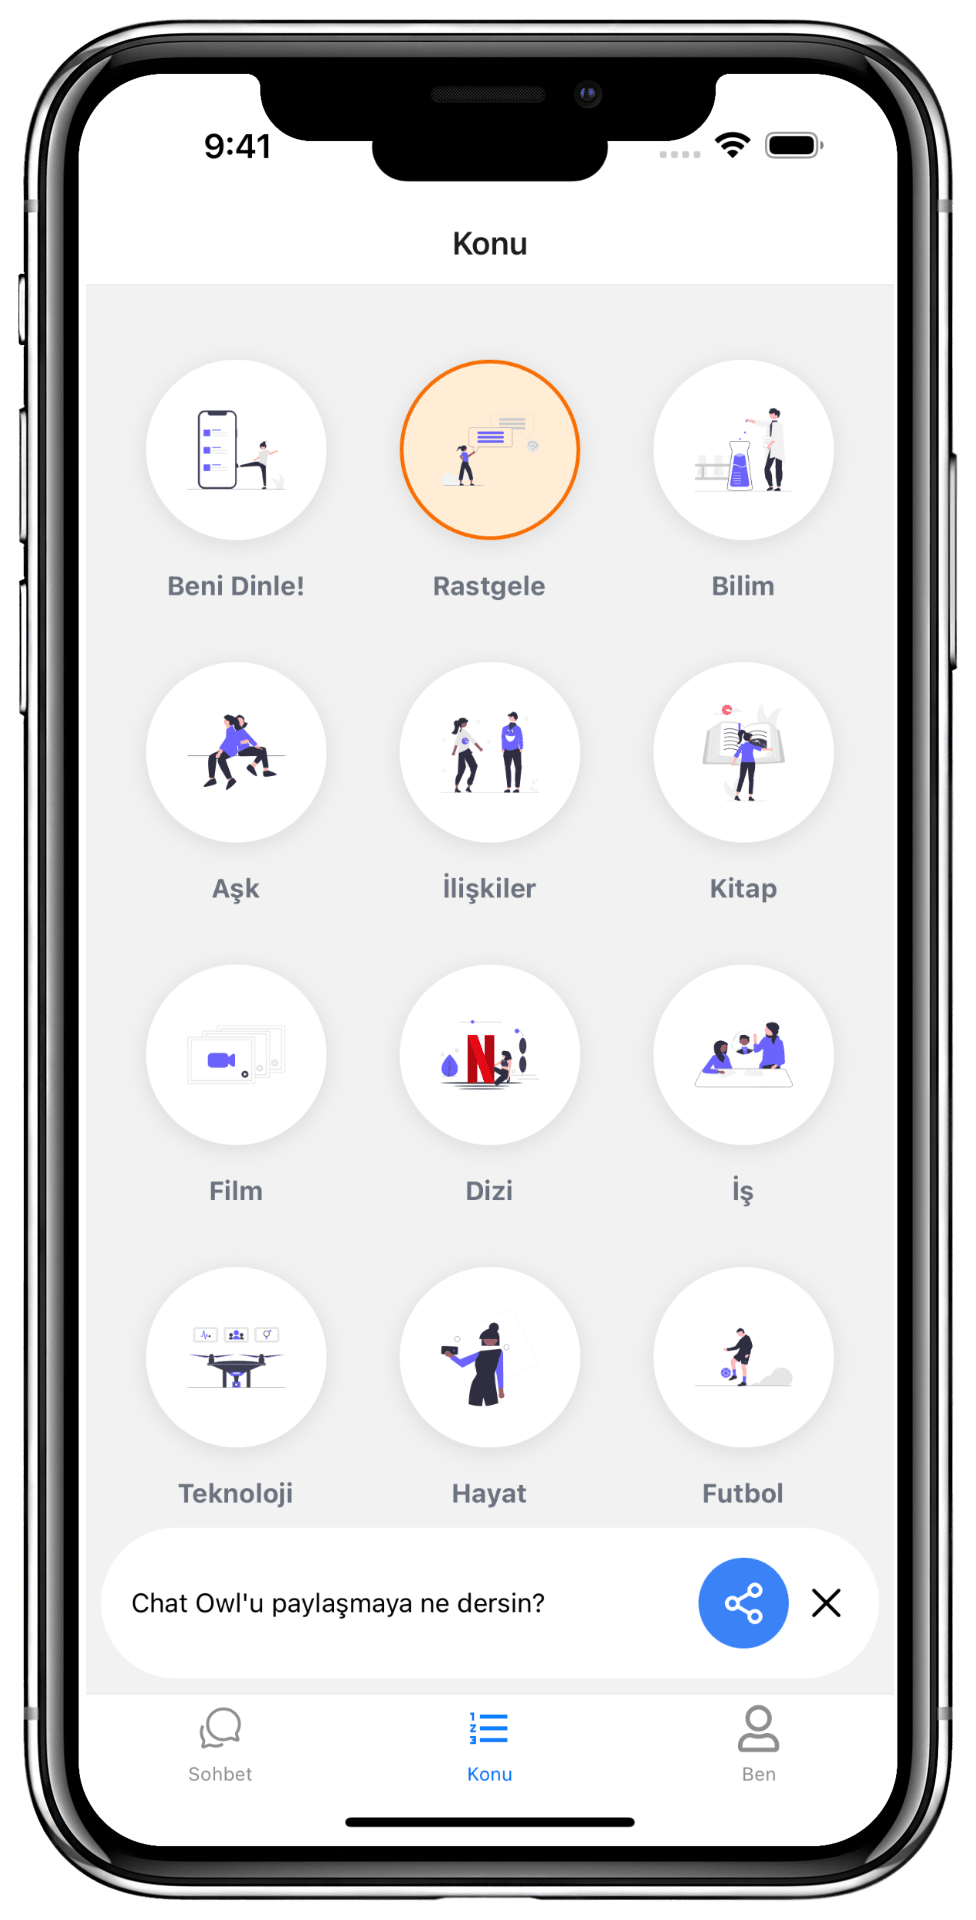 9:41
Konu
Beni Dinle!
Rastgele
Bilim
Aşk
İlişkiler
Kitap
Film
Dizi
İş
Teknoloji
Hayat
Futbol
Chat Owl'u paylaşmaya ne dersin?
Sohbet
Konu
Ben